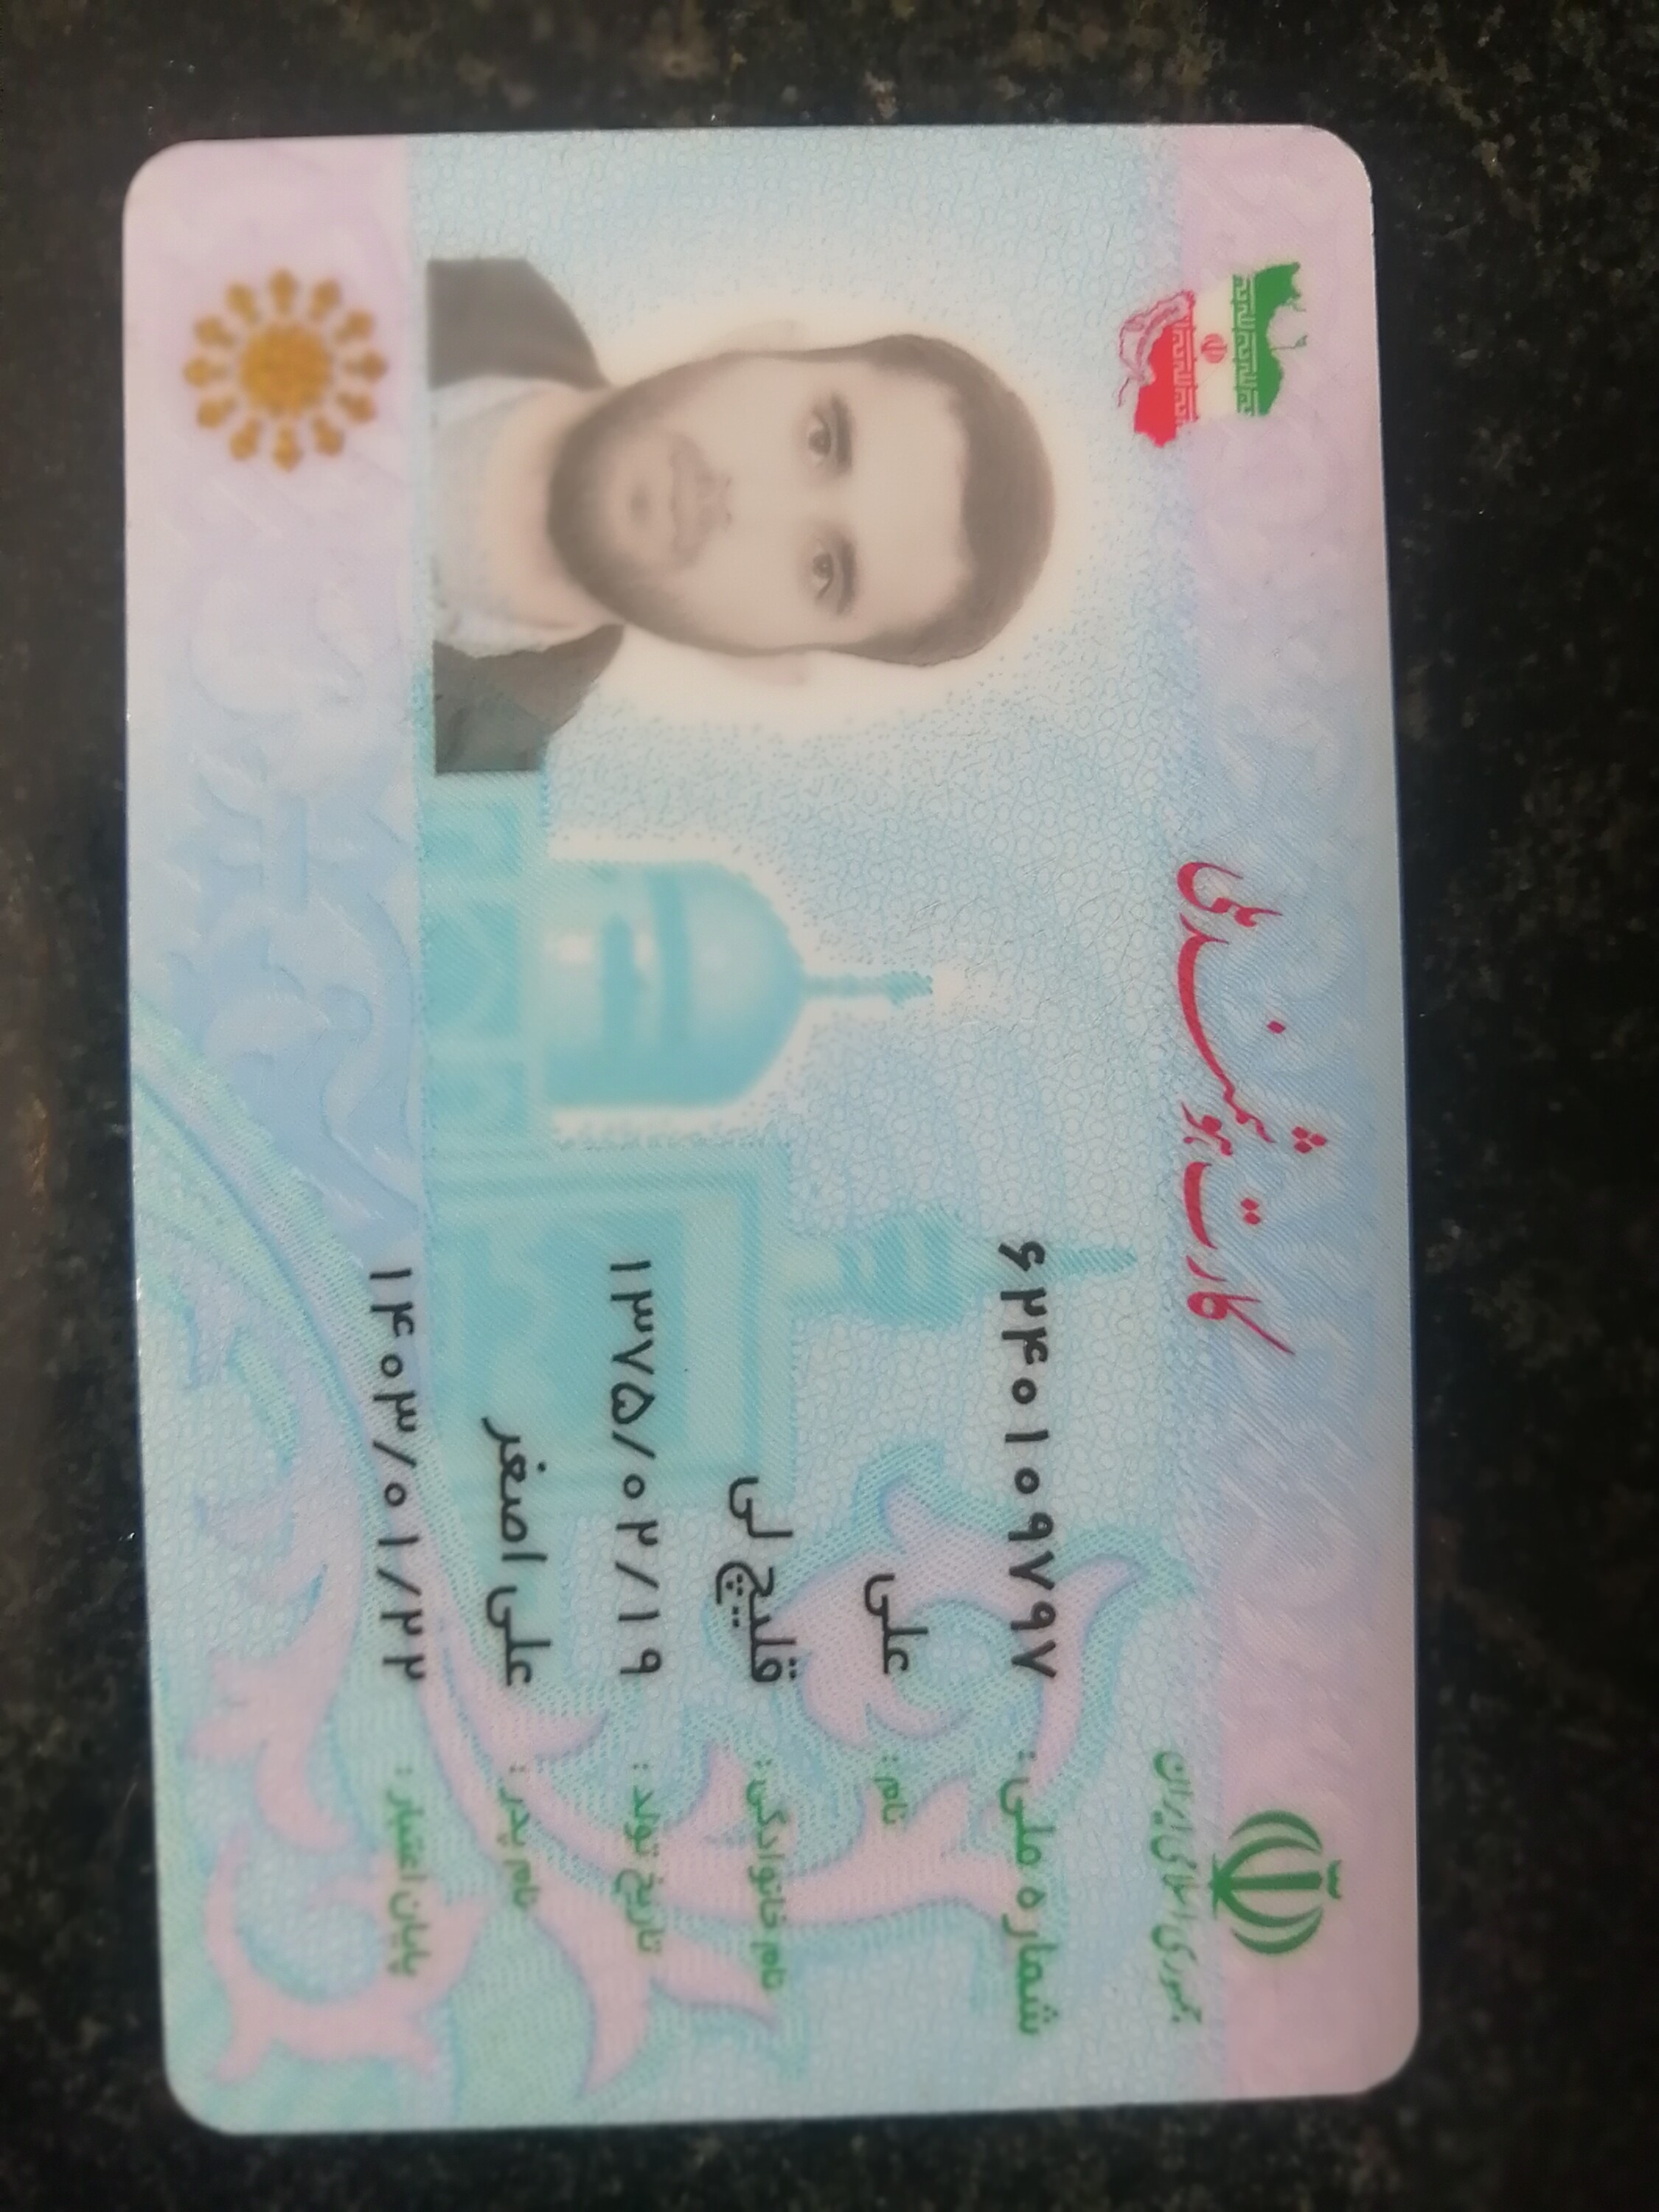 کارت هوشمند ملی
جمهوری اسلامی ایران
شماره ملی: ۶۲۴۰۱۰۹۷۹۷
نام: علی
نام خانوادگی: قلیچ لی
تاریخ تولد: ۱۳۷۵/۰۲/۱۹
نام پدر: علی اصغر
پایان اعتبار: ۱۴۰۳/۰۱/۲۲